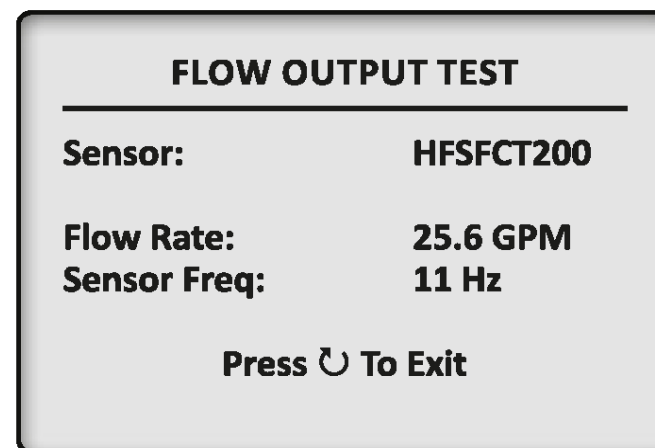 FLOW OUTPUT TEST
Sensor: HFSFCT200
Flow Rate: 25.6 GPM
Sensor Freq: 11 Hz
Press ↻ To Exit